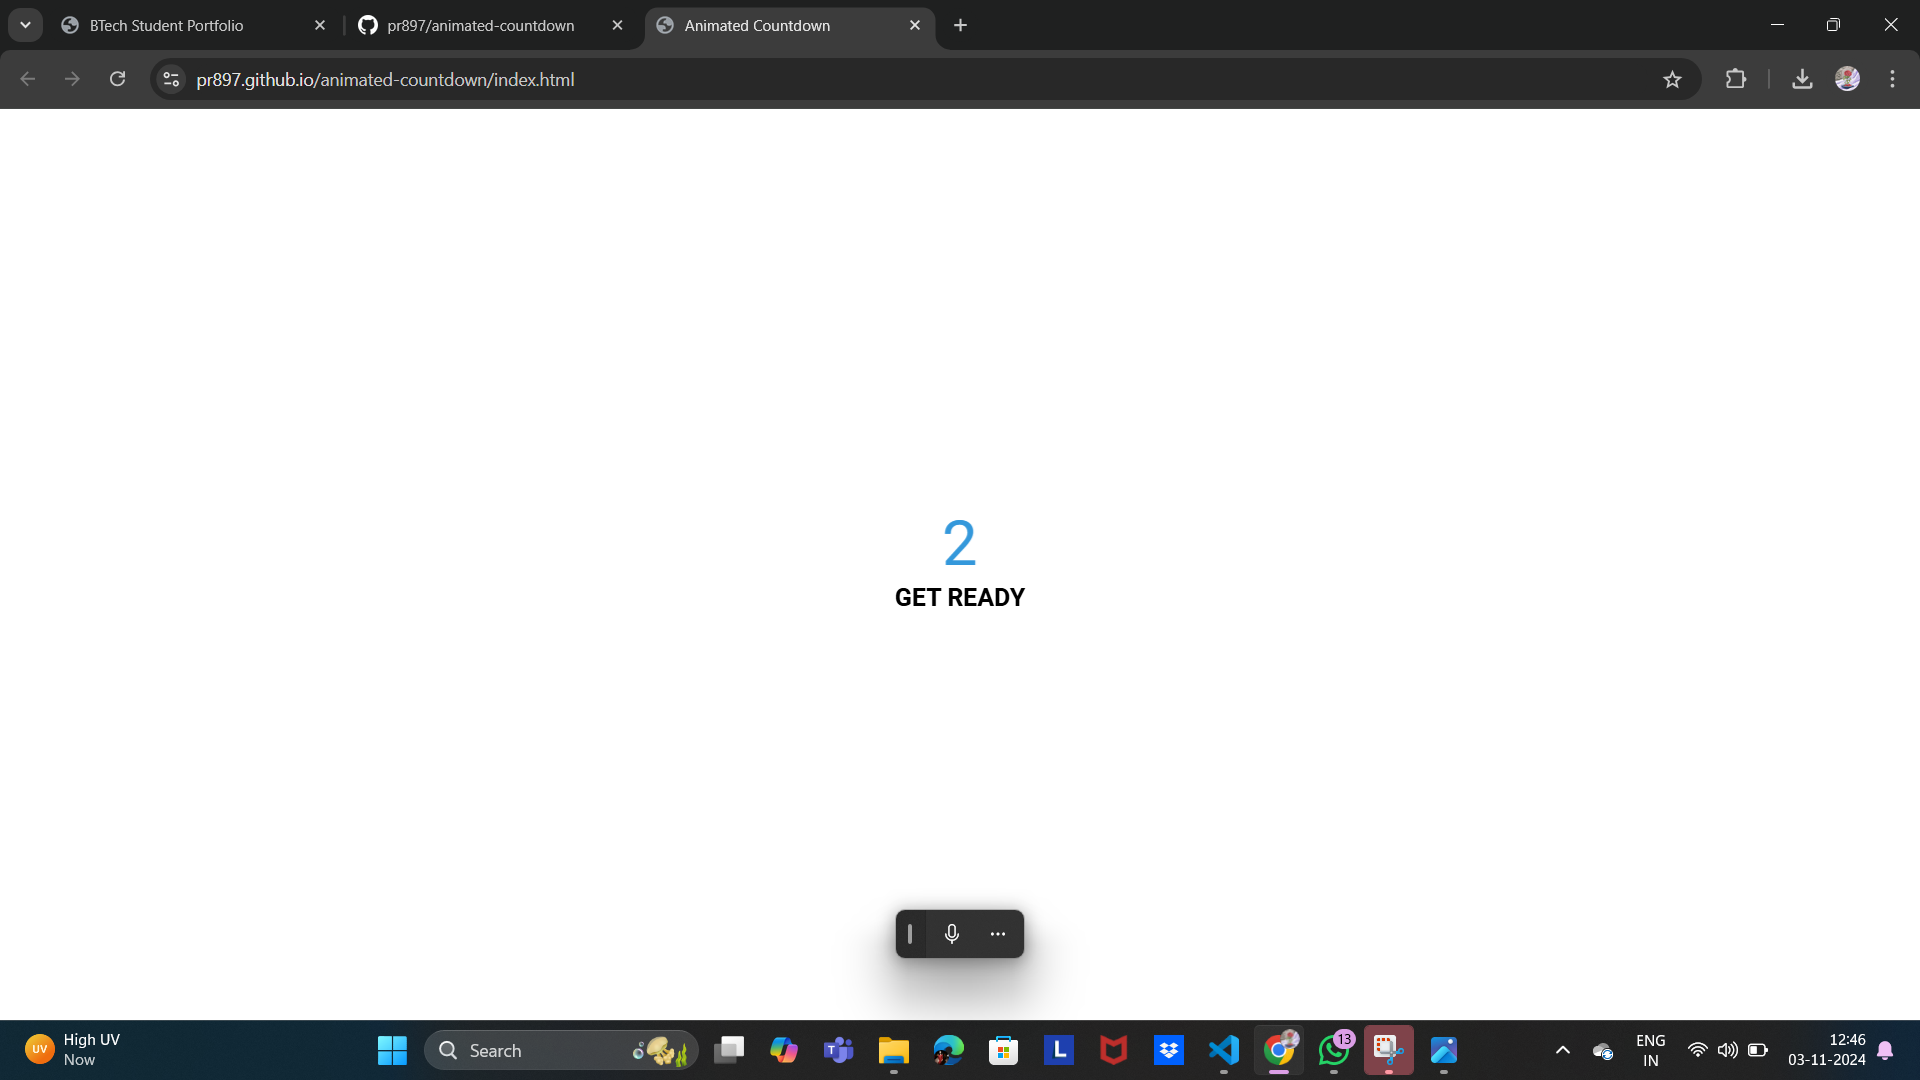 BTech Student Portfolio
pr897/animated-countdown
Animated Countdown
pr897.github.io/animated-countdown/index.html
2
GET READY
UV
High UV
Now
Search
T
L
13
ENG
IN
12:46
03-11-2024